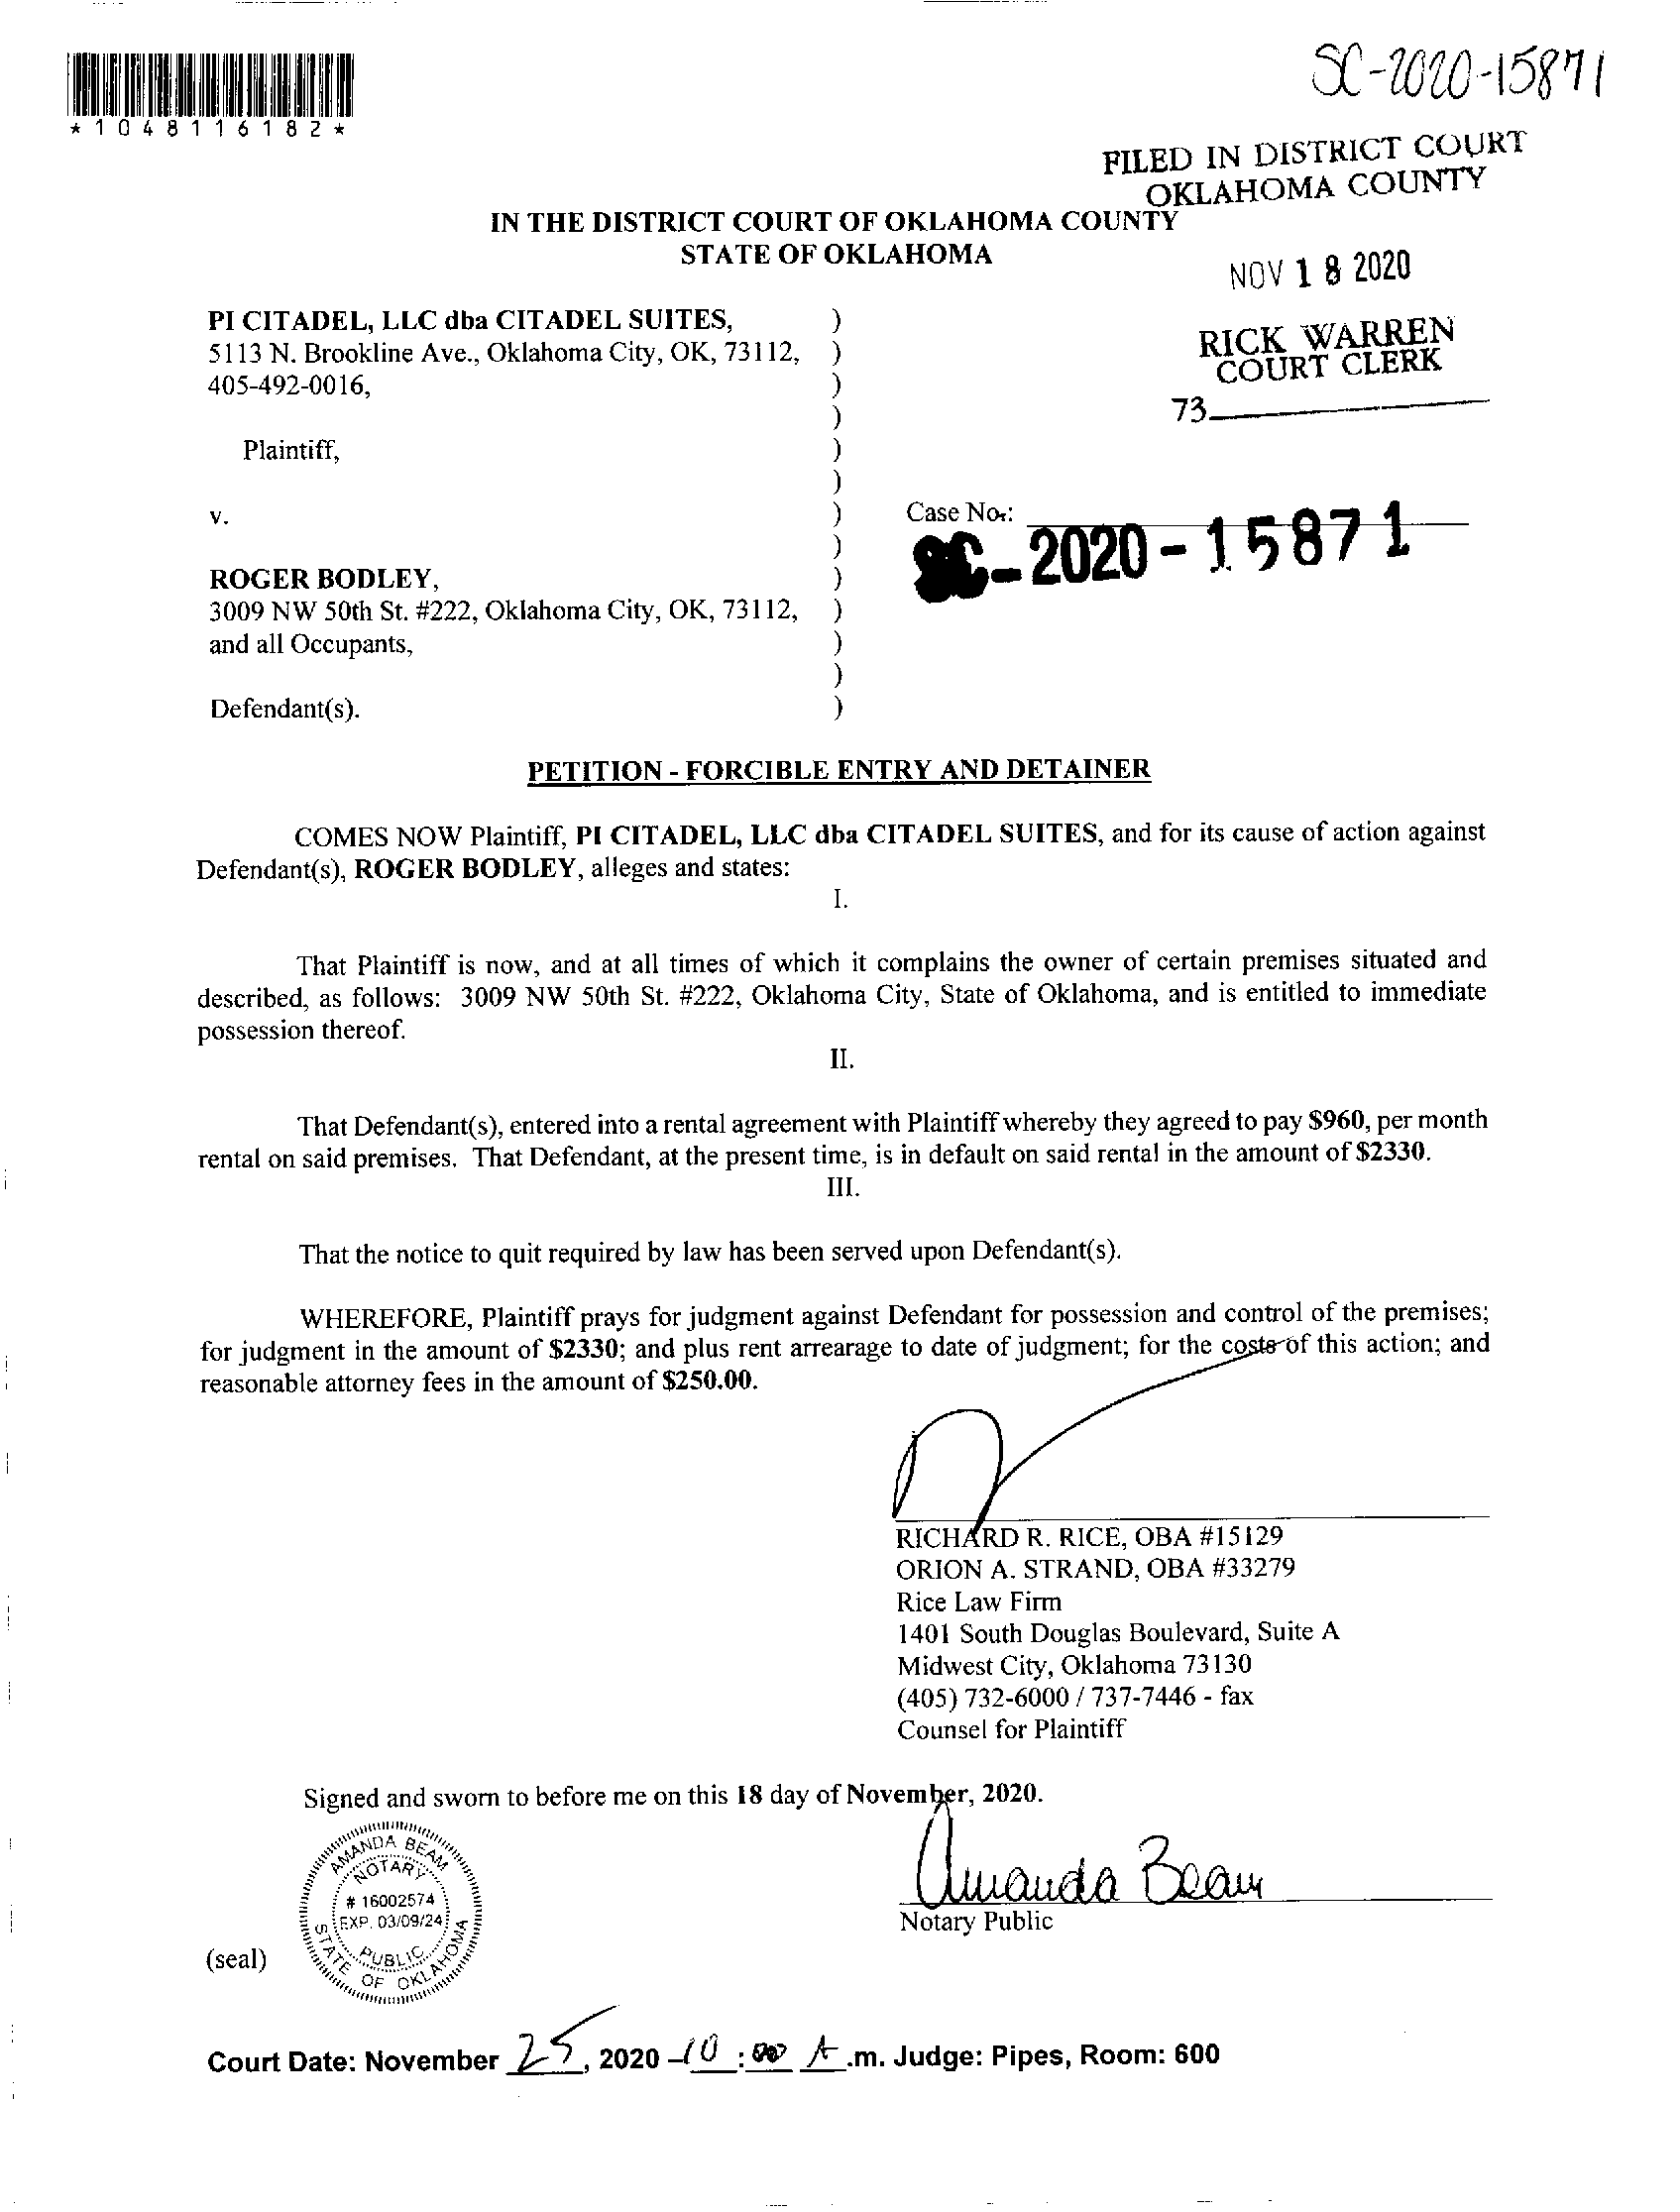 *1048116182*
SC-2020-15871
FILED IN DISTRICT COURT
OKLAHOMA COUNTY
IN THE DISTRICT COURT OF OKLAHOMA COUNTY
STATE OF OKLAHOMA
NOV 18 2020
RICK WARREN
COURT CLERK
73
PI CITADEL, LLC dba CITADEL SUITES, )
5113 N. Brookline Ave., Oklahoma City, OK, 73112, )
405-492-0016, )
)
Plaintiff, )
)
v. )
)
Case No.:
SC-2020-15871
ROGER BODLEY, )
3009 NW 50th St. #222, Oklahoma City, OK, 73112, )
and all Occupants, )
)
Defendant(s). )
PETITION - FORCIBLE ENTRY AND DETAINER
COMES NOW Plaintiff, PI CITADEL, LLC dba CITADEL SUITES, and for its cause of action against
Defendant(s), ROGER BODLEY, alleges and states:
I.
That Plaintiff is now, and at all times of which it complains the owner of certain premises situated and
described, as follows: 3009 NW 50th St. #222, Oklahoma City, State of Oklahoma, and is entitled to immediate
possession thereof.
II.
That Defendant(s), entered into a rental agreement with Plaintiff whereby they agreed to pay $960, per month
rental on said premises. That Defendant, at the present time, is in default on said rental in the amount of $2330.
III.
That the notice to quit required by law has been served upon Defendant(s).
WHEREFORE, Plaintiff prays for judgment against Defendant for possession and control of the premises;
for judgment in the amount of $2330; and plus rent arrearage to date of judgment; for the costs of this action; and
reasonable attorney fees in the amount of $250.00.
RICHARD R. RICE, OBA #15129
ORION A. STRAND, OBA #33279
Rice Law Firm
1401 South Douglas Boulevard, Suite A
Midwest City, Oklahoma 73130
(405) 732-6000 / 737-7446 - fax
Counsel for Plaintiff
Signed and sworn to before me on this 18 day of November, 2020.
AMANDA BEAM
NOTARY
# 16002574
EXP. 03/09/24
PUBLIC
STATE OF OKLAHOMA
Amanda Beam
Notary Public
(seal)
Court Date: November 25, 2020 - 10 : 00 A .m. Judge: Pipes, Room: 600